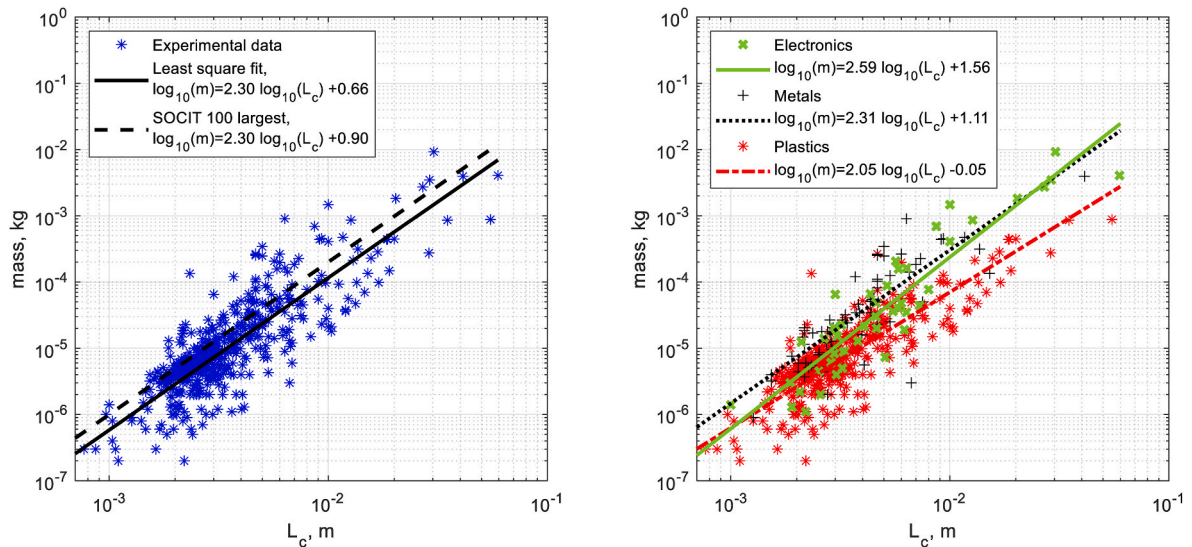 10^0
10^-1
10^-2
10^-3
10^-4
10^-5
10^-6
10^-7
mass, kg
Experimental data
Least square fit,
log10(m)=2.30 log10(Lc) +0.66
SOCIT 100 largest,
log10(m)=2.30 log10(Lc) +0.90
10^-3
10^-2
10^-1
Lc, m
10^0
10^-1
10^-2
10^-3
10^-4
10^-5
10^-6
10^-7
mass, kg
Electronics
log10(m)=2.59 log10(Lc) +1.56
Metals
log10(m)=2.31 log10(Lc) +1.11
Plastics
log10(m)=2.05 log10(Lc) -0.05
10^-3
10^-2
10^-1
Lc, m